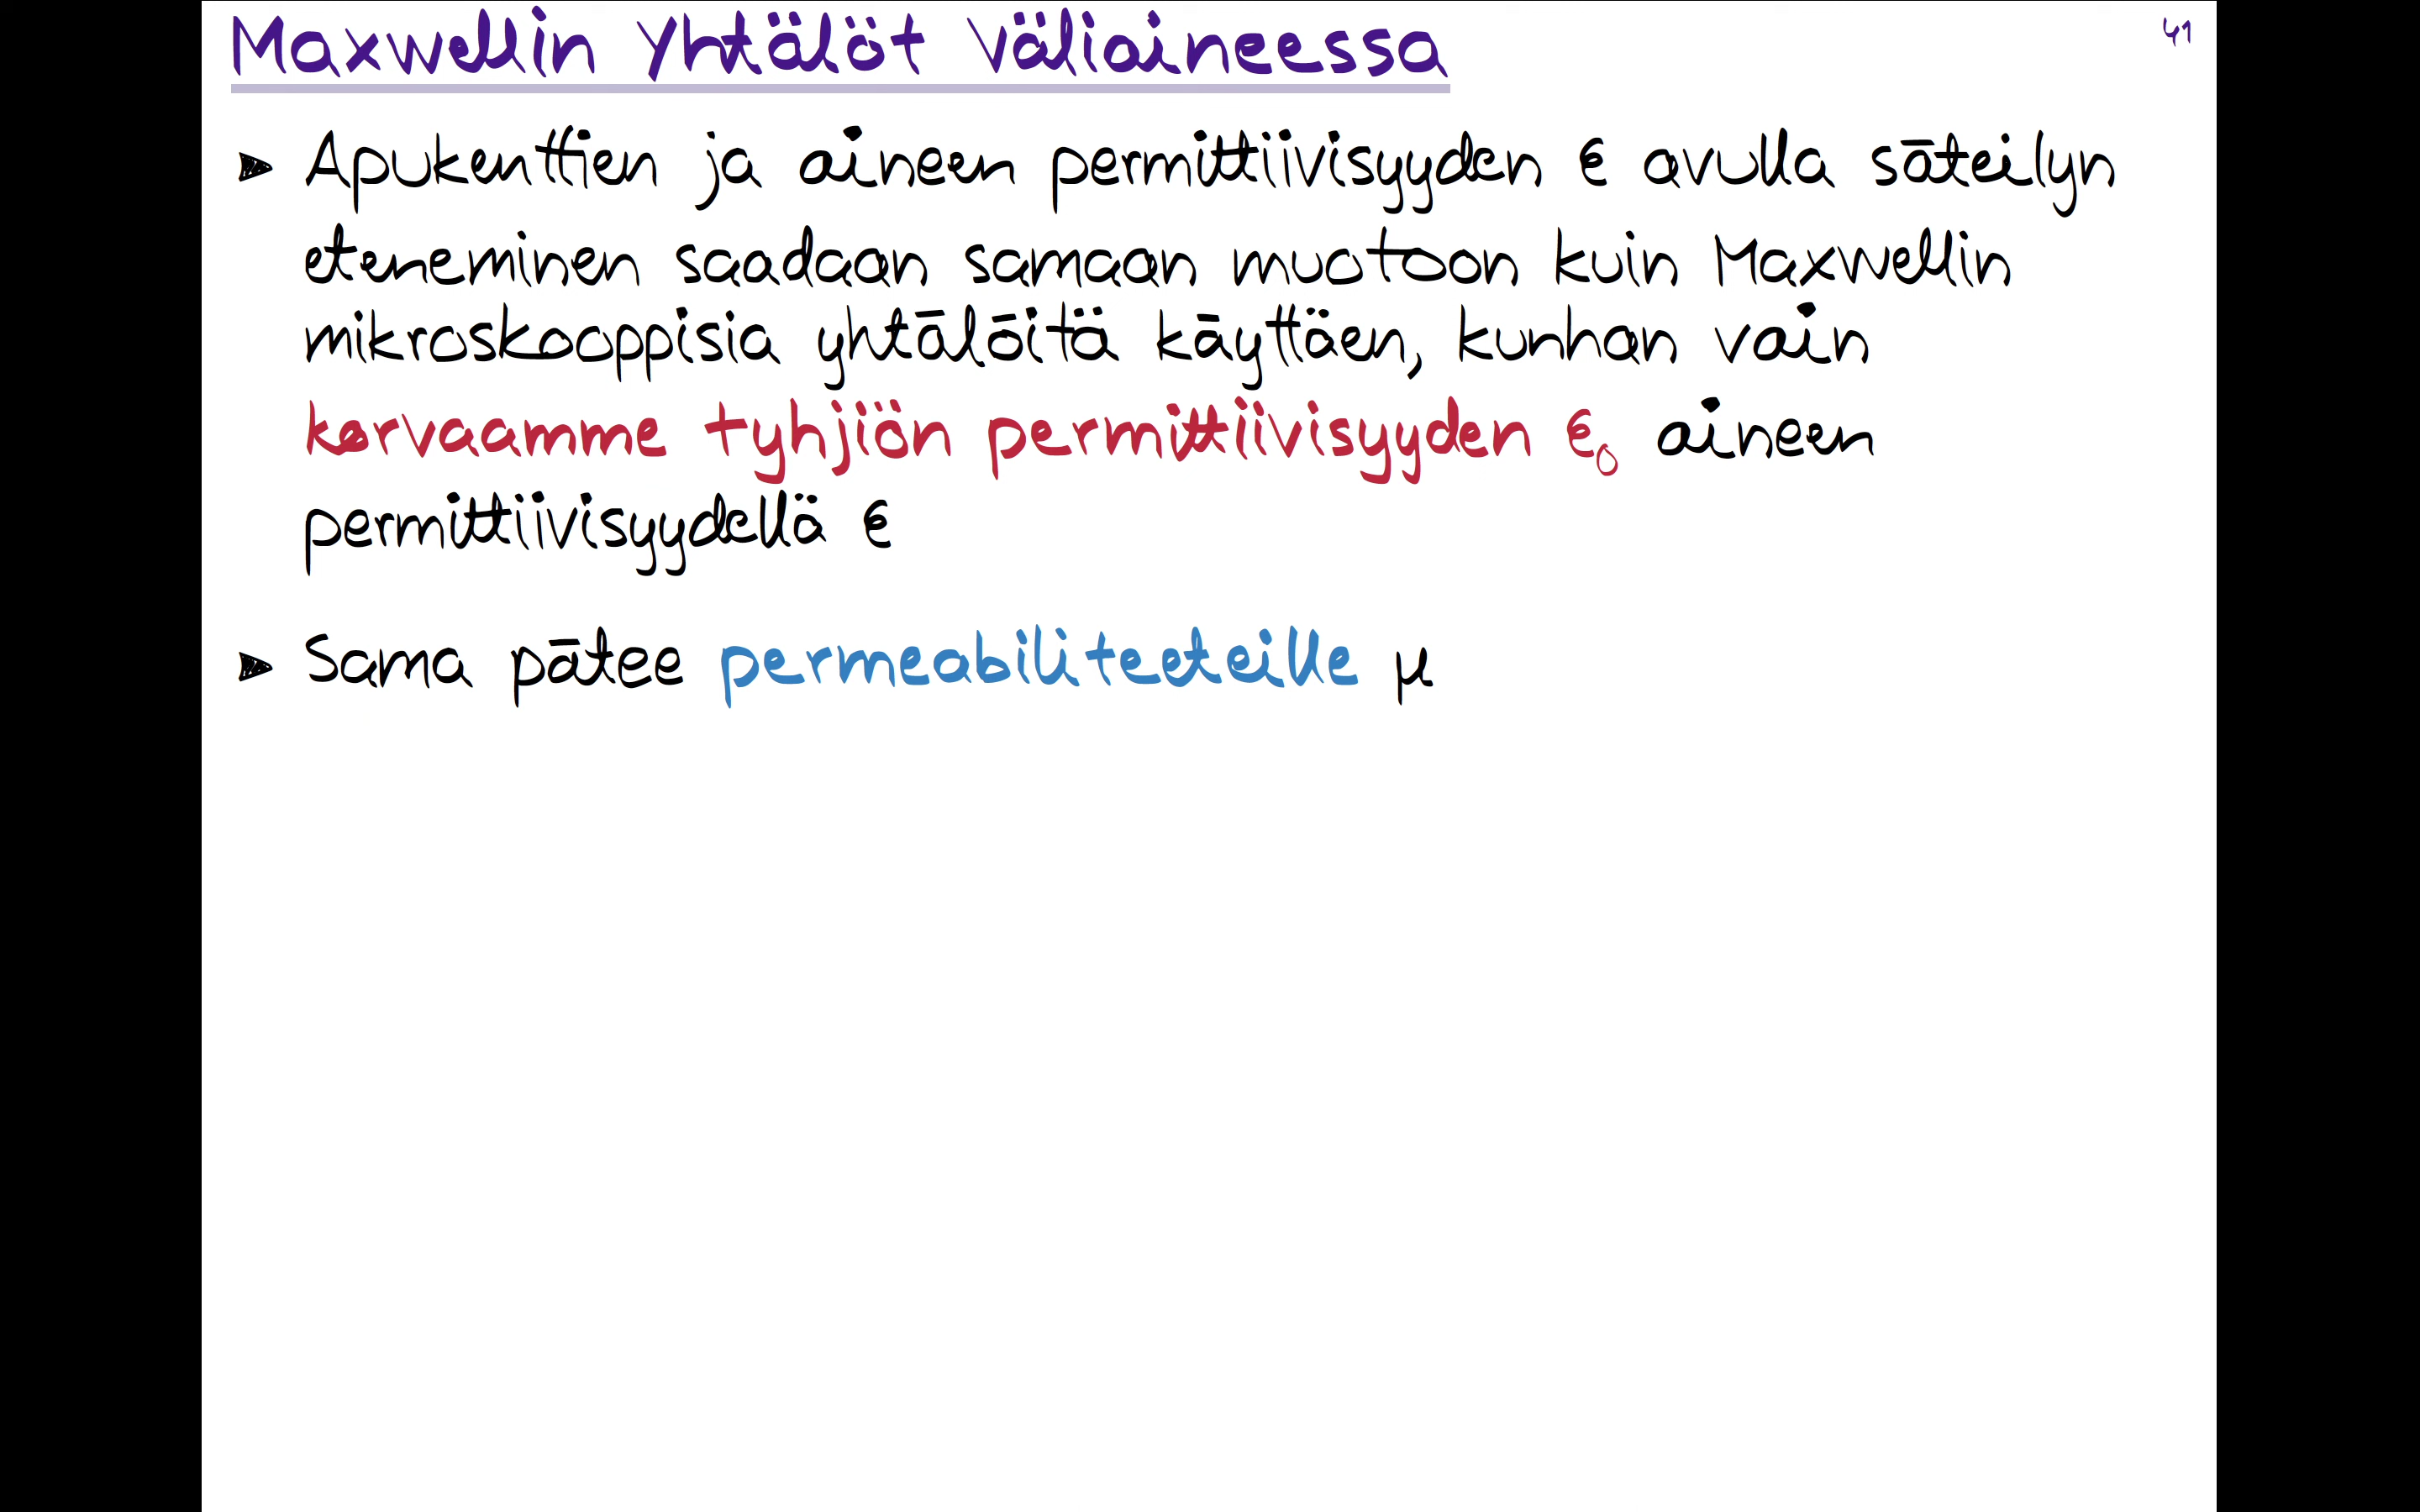 Maxwellin Yhtälöt Väliaineessa
41
▶ Apukenttien ja aineen permittiivisyyden ϵ avulla säteilyn
eteneminen saadaan samaan muotoon kuin Maxwellin
mikroskooppisia yhtälöitä käyttäen, kunhan vain
korvaamme tyhjiön permittiivisyyden ϵ₀ aineen
permittiivisyydellä ϵ
▶ Sama pätee permeabiliteeteille μ